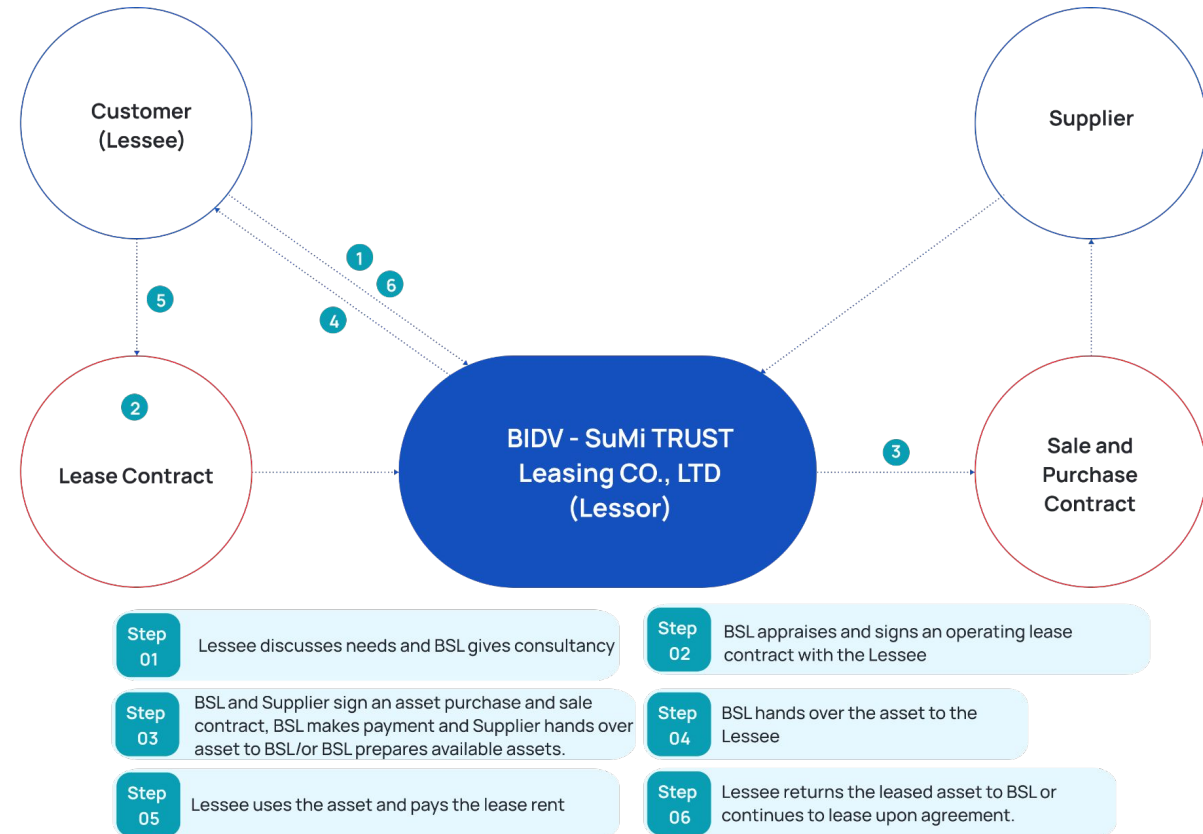 Customer
(Lessee)
Supplier
1
6
5
4
2
Lease Contract
BIDV - SuMi TRUST
Leasing CO., LTD
(Lessor)
3
Sale and
Purchase
Contract
Step
01
Lessee discusses needs and BSL gives consultancy
Step
02
BSL appraises and signs an operating lease
contract with the Lessee
Step
03
BSL and Supplier sign an asset purchase and sale
contract, BSL makes payment and Supplier hands over
asset to BSL/or BSL prepares available assets.
Step
04
BSL hands over the asset to the
Lessee
Step
05
Lessee uses the asset and pays the lease rent
Step
06
Lessee returns the leased asset to BSL or
continues to lease upon agreement.